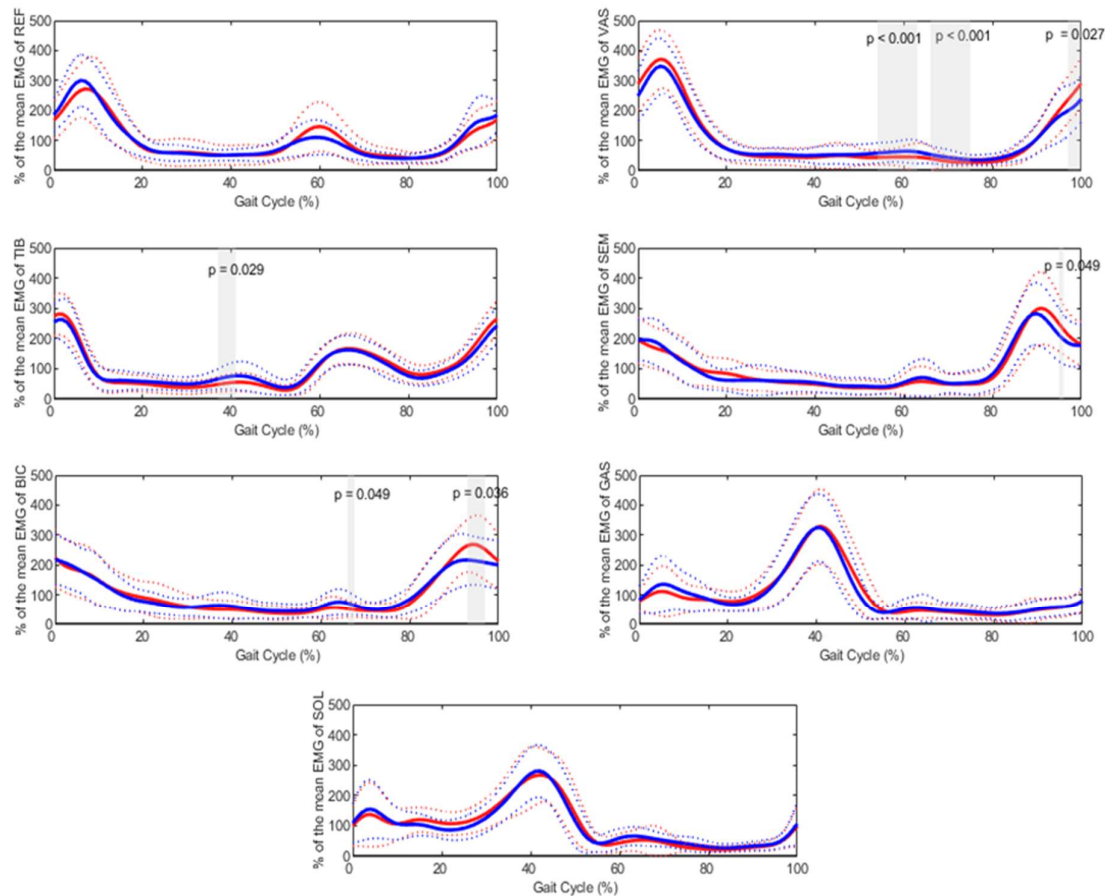 % of the mean EMG of REF
500
400
300
200
100
0
0 20 40 60 80 100
Gait Cycle (%)
% of the mean EMG of VAS
500
400
300
200
100
0
p < 0.001 p < 0.001 p = 0.027
0 20 40 60 80 100
Gait Cycle (%)
% of the mean EMG of TIB
500
400
300
200
100
0
p = 0.029
0 20 40 60 80 100
Gait Cycle (%)
% of the mean EMG of SEM
500
400
300
200
100
0
p = 0.049
0 20 40 60 80 100
Gait Cycle (%)
% of the mean EMG of BIC
500
400
300
200
100
0
p = 0.049 p = 0.036
0 20 40 60 80 100
Gait Cycle (%)
% of the mean EMG of GAS
500
400
300
200
100
0
0 20 40 60 80 100
Gait Cycle (%)
% of the mean EMG of SOL
500
400
300
200
100
0
0 20 40 60 80 100
Gait Cycle (%)